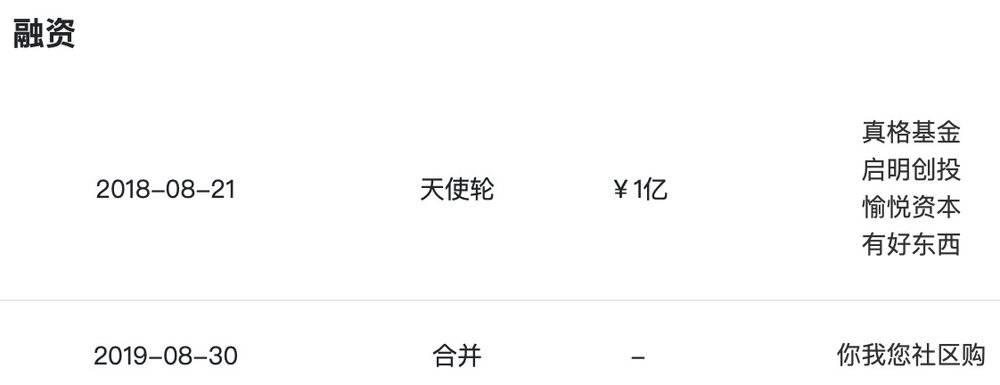 融资
2018-08-21 天使轮 ¥1亿 真格基金
启明创投
愉悦资本
有好东西
2019-08-30 合并 – 你我您社区购